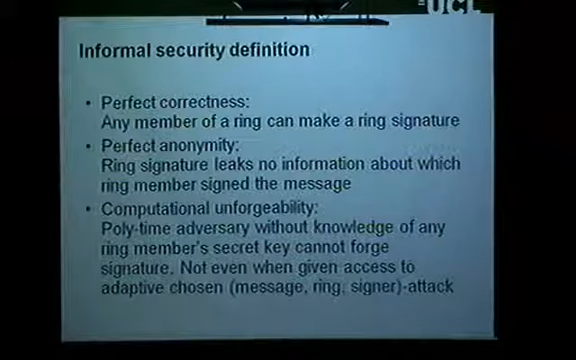 UCL
Informal security definition
• Perfect correctness:
Any member of a ring can make a ring signature
• Perfect anonymity:
Ring signature leaks no information about which
ring member signed the message
• Computational unforgeability:
Poly-time adversary without knowledge of any
ring member's secret key cannot forge
signature. Not even when given access to
adaptive chosen (message, ring, signer)-attack